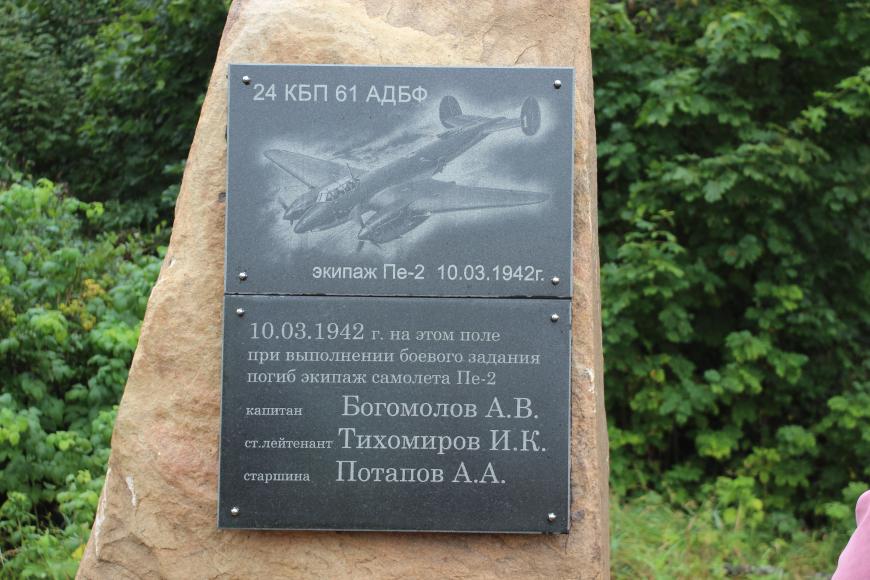 24 КБП 61 АДБФ
экипаж Пе-2 10.03.1942г.
10.03.1942 г. на этом поле
при выполнении боевого задания
погиб экипаж самолета Пе-2
капитан Богомолов А.В.
ст.лейтенант Тихомиров И.К.
старшина Потапов А.А.